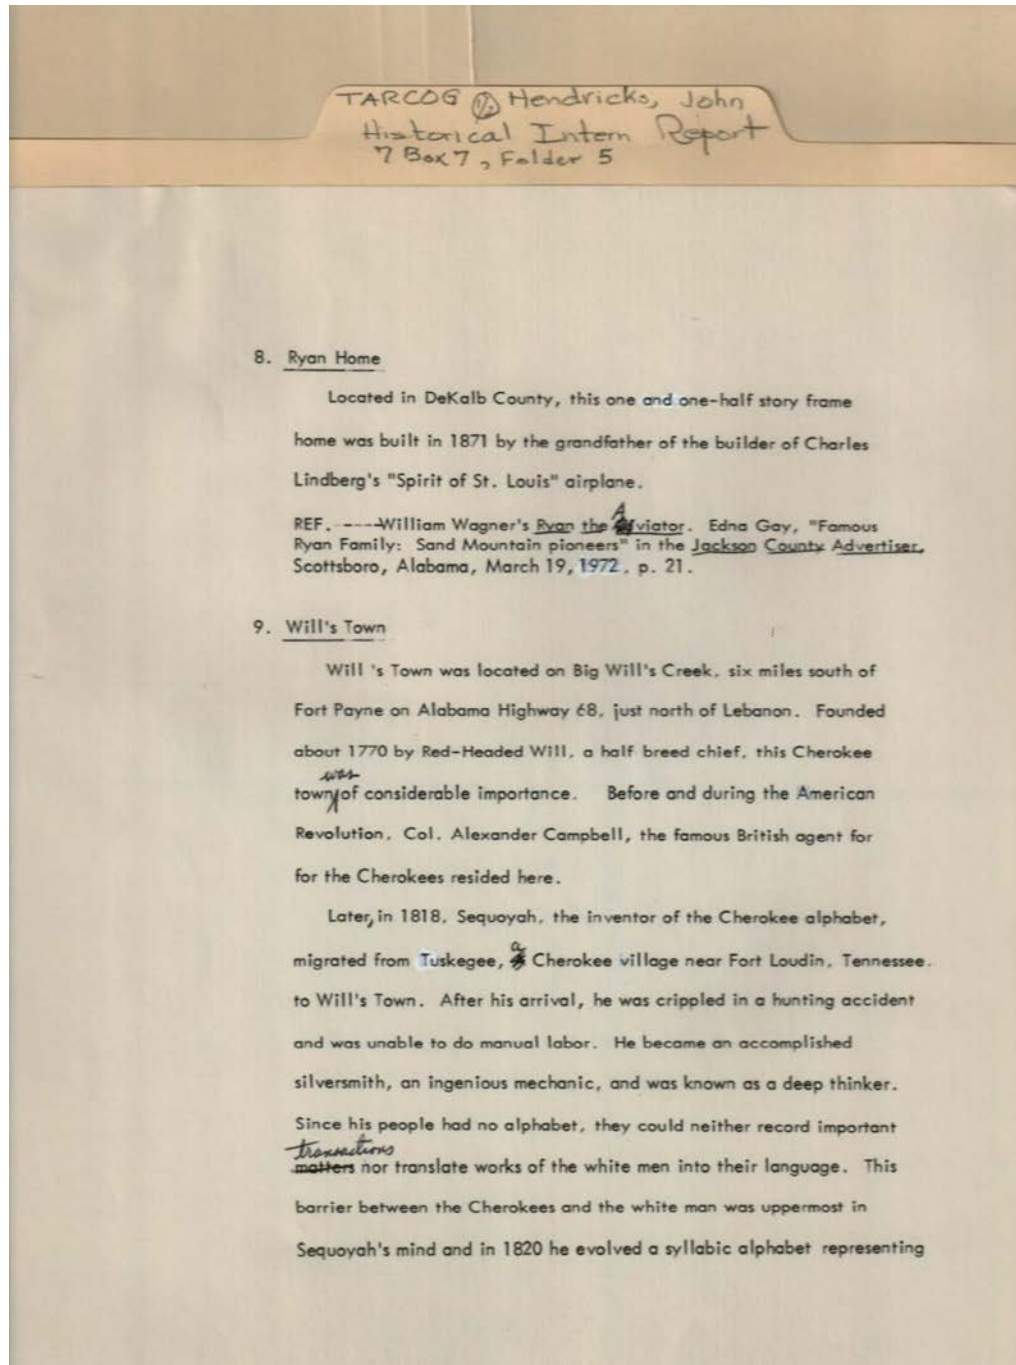 TARCOG ½ Hendricks, John
Historical Intern Report
7 Box 7, Folder 5
8. Ryan Home
Located in DeKalb County, this one and one-half story frame
home was built in 1871 by the grandfather of the builder of Charles
Lindberg's "Spirit of St. Louis" airplane.
REF. ----William Wagner's Ryan the Aviator. Edna Gay, "Famous
Ryan Family: Sand Mountain pioneers" in the Jackson County Advertiser,
Scottsboro, Alabama, March 19, 1972, p. 21.
9. Will's Town
Will 's Town was located on Big Will's Creek, six miles south of
Fort Payne on Alabama Highway 68, just north of Lebanon. Founded
about 1770 by Red-Headed Will, a half breed chief, this Cherokee
was
town of considerable importance. Before and during the American
Revolution, Col. Alexander Campbell, the famous British agent for
for the Cherokees resided here.
Later, in 1818, Sequoyah, the inventor of the Cherokee alphabet,
migrated from Tuskegee, a Cherokee village near Fort Loudin, Tennessee.
to Will's Town. After his arrival, he was crippled in a hunting accident
and was unable to do manual labor. He became an accomplished
silversmith, an ingenious mechanic, and was known as a deep thinker.
Since his people had no alphabet, they could neither record important
transactions
matters nor translate works of the white men into their language. This
barrier between the Cherokees and the white man was uppermost in
Sequoyah's mind and in 1820 he evolved a syllabic alphabet representing